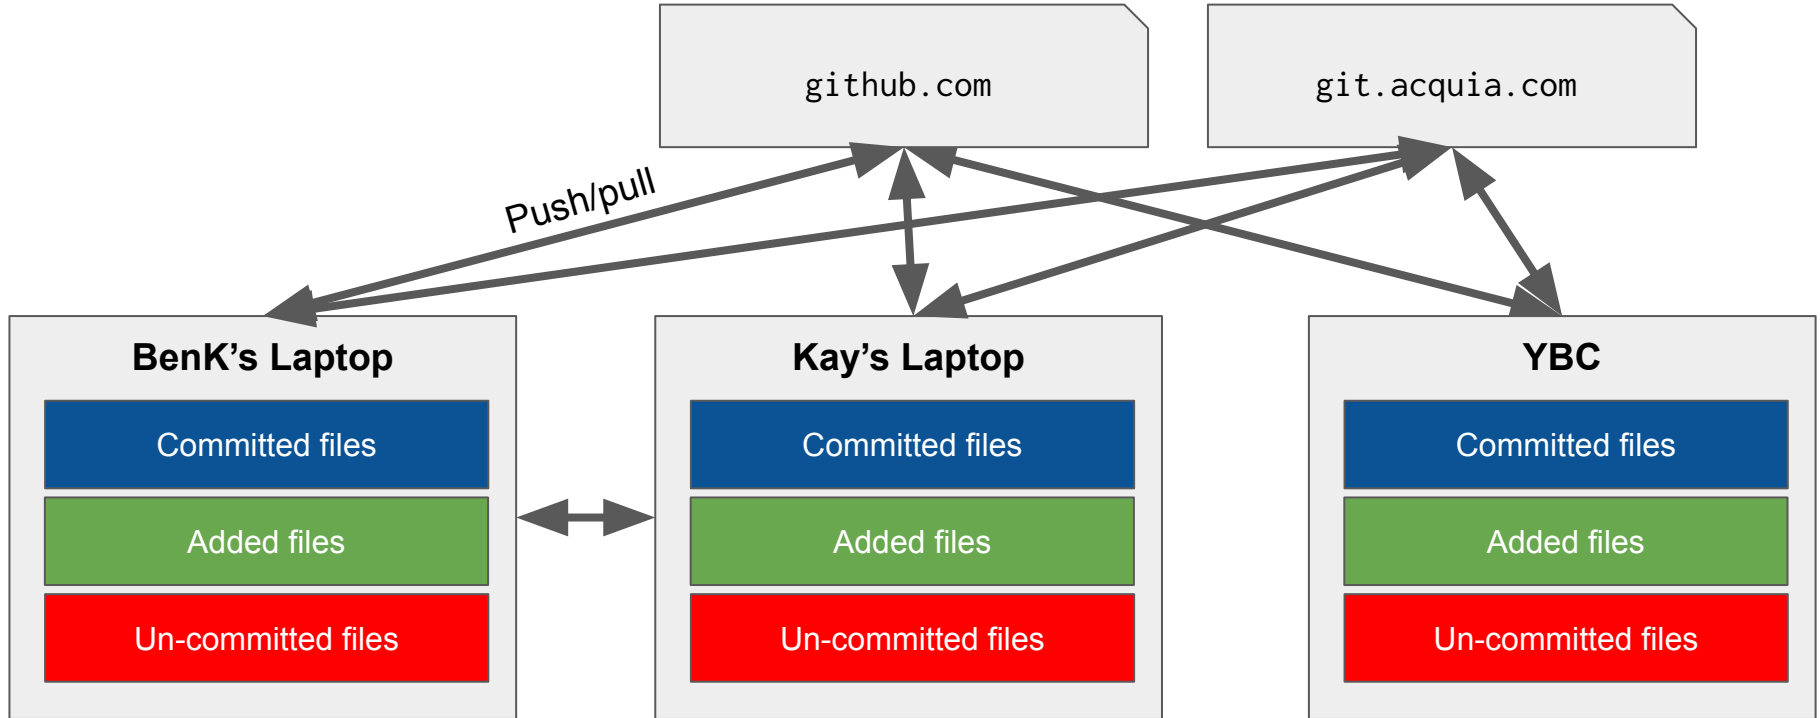 github.com
git.acquia.com
Push/pull
BenK’s Laptop
Committed files
Added files
Un-committed files
Kay’s Laptop
Committed files
Added files
Un-committed files
YBC
Committed files
Added files
Un-committed files